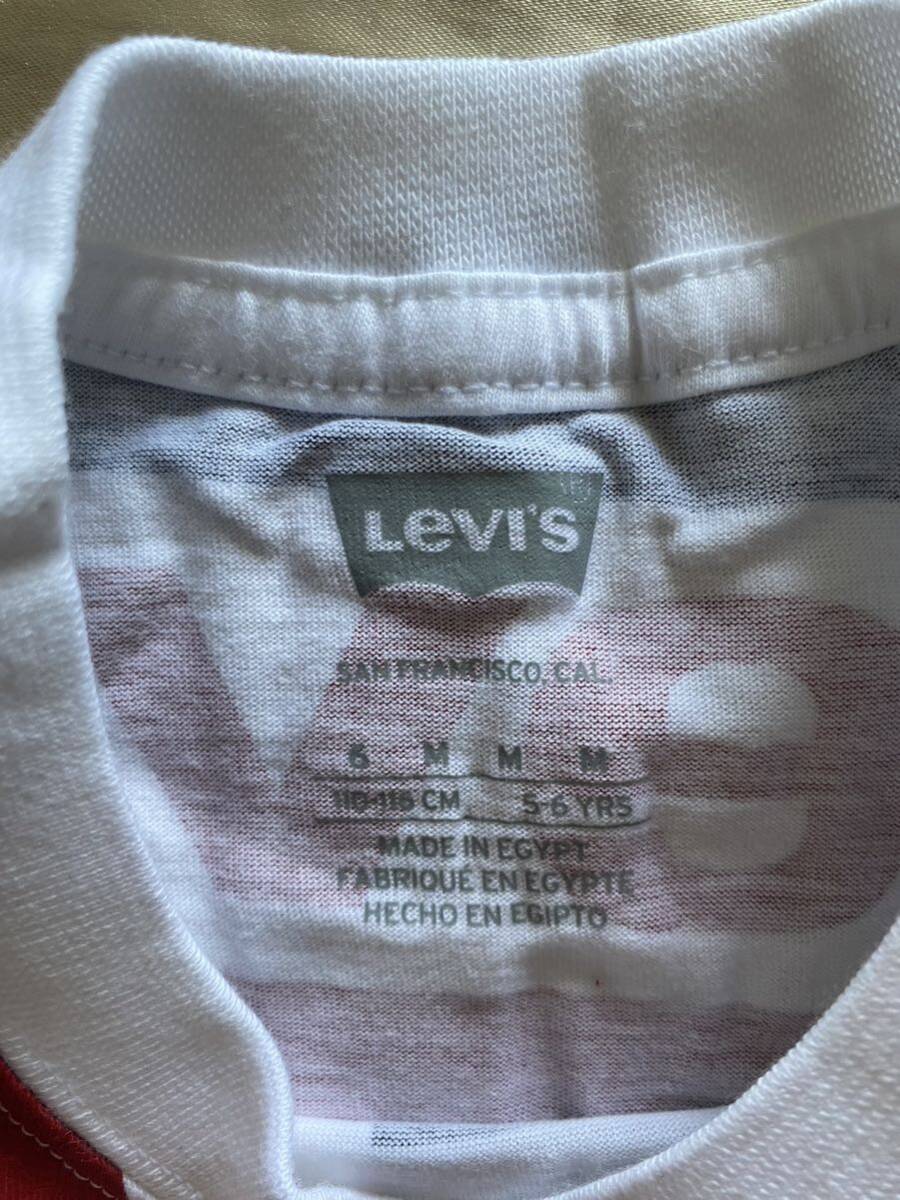 LEVI'S
SAN FRANCISCO, CAL.
6 M M M
110-116 CM 5-6 YRS
MADE IN EGYPT
FABRIQUÉ EN EGYPTE
HECHO EN EGIPTO